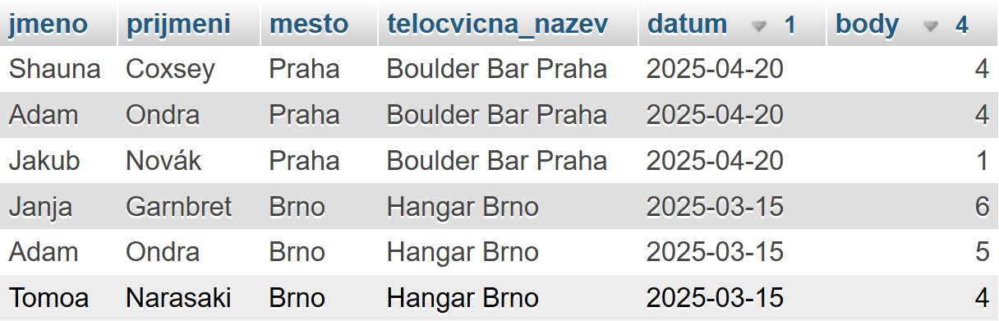 jmeno prijmeni mesto telocvicna_nazev datum 1 body 4
Shauna Coxsey Praha Boulder Bar Praha 2025-04-20 4
Adam Ondra Praha Boulder Bar Praha 2025-04-20 4
Jakub Novák Praha Boulder Bar Praha 2025-04-20 1
Janja Garnbret Brno Hangar Brno 2025-03-15 6
Adam Ondra Brno Hangar Brno 2025-03-15 5
Tomoa Narasaki Brno Hangar Brno 2025-03-15 4